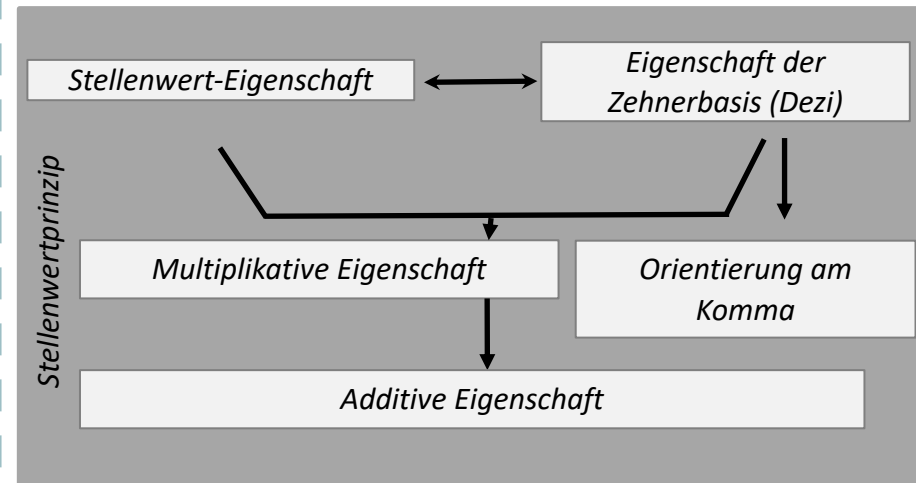 Stellenwert-Eigenschaft
Eigenschaft der
Zehnerbasis (Dezi)
Stellenwertprinzip
Multiplikative Eigenschaft
Orientierung am
Komma
Additive Eigenschaft